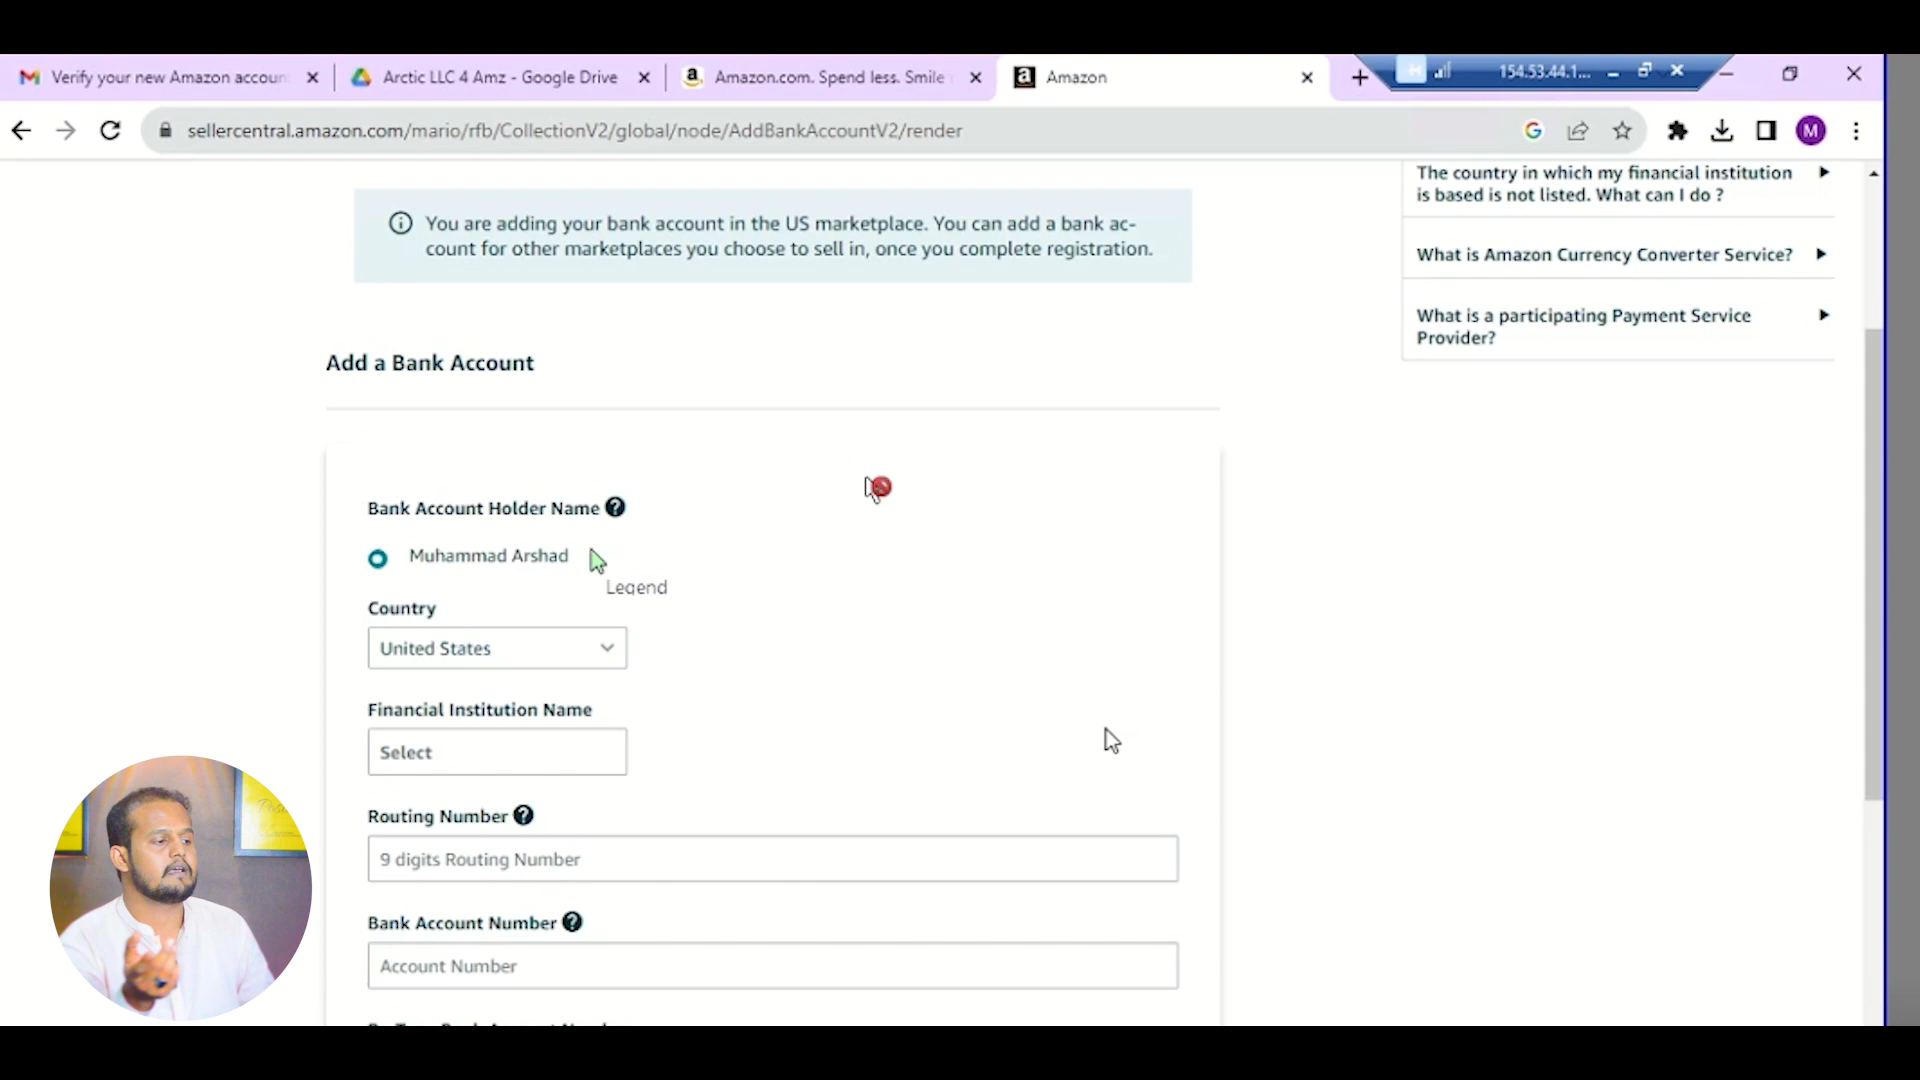 Verify your new Amazon accoun
Arctic LLC 4 Amz - Google Drive
Amazon.com. Spend less. Smile
Amazon
154.53.44.1...
sellercentral.amazon.com/mario/rfb/CollectionV2/global/node/AddBankAccountV2/render
M
The country in which my financial institution
is based is not listed. What can I do ?
You are adding your bank account in the US marketplace. You can add a bank ac-
count for other marketplaces you choose to sell in, once you complete registration.
What is Amazon Currency Converter Service?
What is a participating Payment Service
Provider?
Add a Bank Account
Bank Account Holder Name
Muhammad Arshad
Legend
Country
United States
Financial Institution Name
Select
Routing Number
9 digits Routing Number
Bank Account Number
Account Number